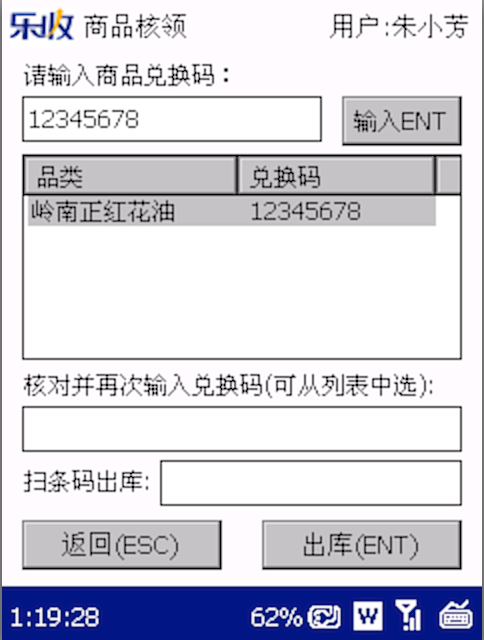 乐收 商品核领 用户:朱小芳
请输入商品兑换码：
12345678 输入ENT
品类 兑换码
岭南正红花油 12345678
核对并再次输入兑换码(可从列表中选):
扫条码出库:
返回(ESC) 出库(ENT)
1:19:28 62% W